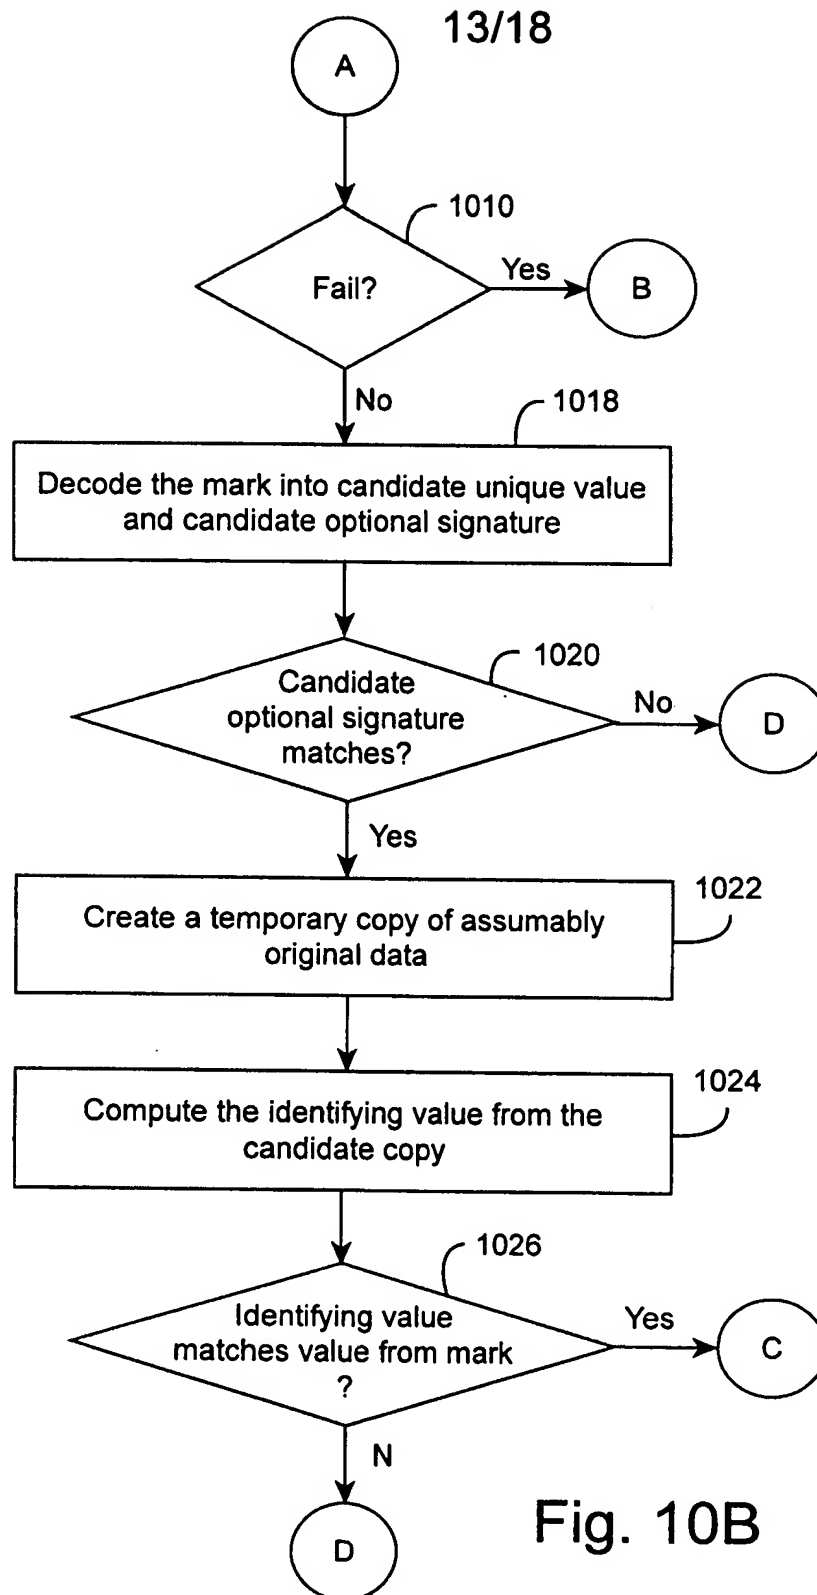 13/18
A
1010
Fail?
Yes
B
No
1018
Decode the mark into candidate unique value
and candidate optional signature
1020
Candidate
optional signature
matches?
No
D
Yes
1022
Create a temporary copy of assumably
original data
1024
Compute the identifying value from the
candidate copy
1026
Identifying value
matches value from mark
?
Yes
C
N
D
Fig. 10B